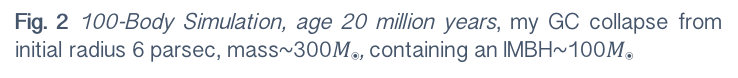 Fig. 2 100-Body Simulation, age 20 million years, my GC collapse from
initial radius 6 parsec, mass~300M⍟, containing an IMBH~100M⍟